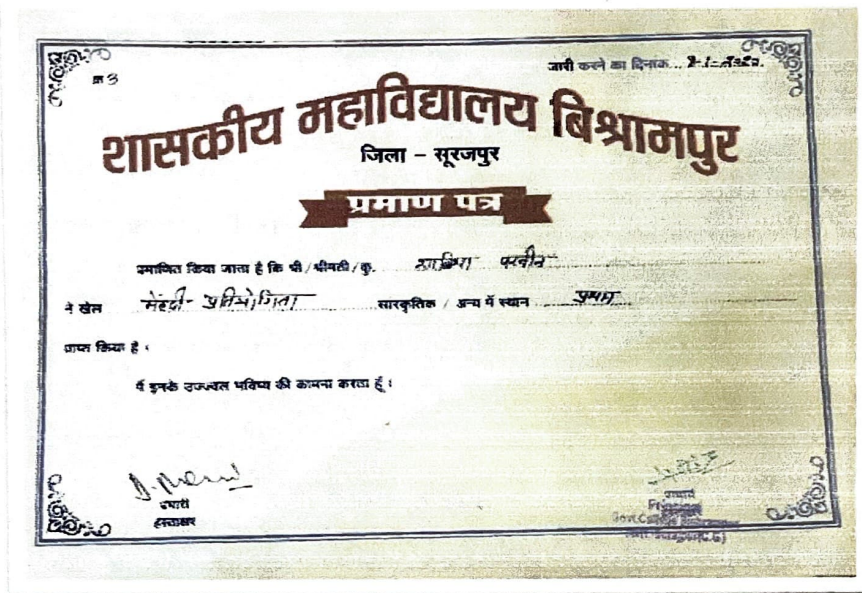 क्र 3
जारी करने का दिनांक...
शासकीय महाविद्यालय बिश्रामपुर
जिला – सूरजपुर
प्रमाण पत्र
प्रमाणित किया जाता है कि श्री/श्रीमती/कु. परवीन
ने खेल मेंहदी - प्रतियोगिता सांस्कृतिक / अन्य में स्थान प्रथम
प्राप्त किया है।
मैं इनके उज्ज्वल भविष्य की कामना करता हूँ।
प्रभारी
हस्ताक्षर
प्राचार्य
Principal